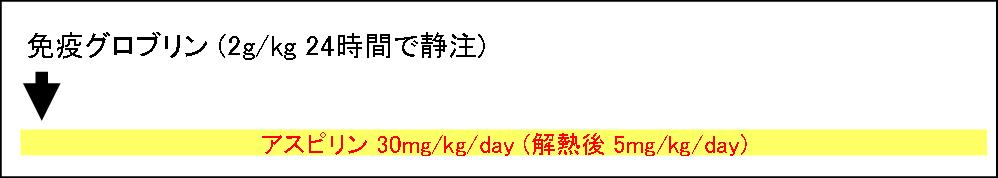 免疫グロブリン (2g/kg 24時間で静注)
アスピリン 30mg/kg/day (解熱後 5mg/kg/day)